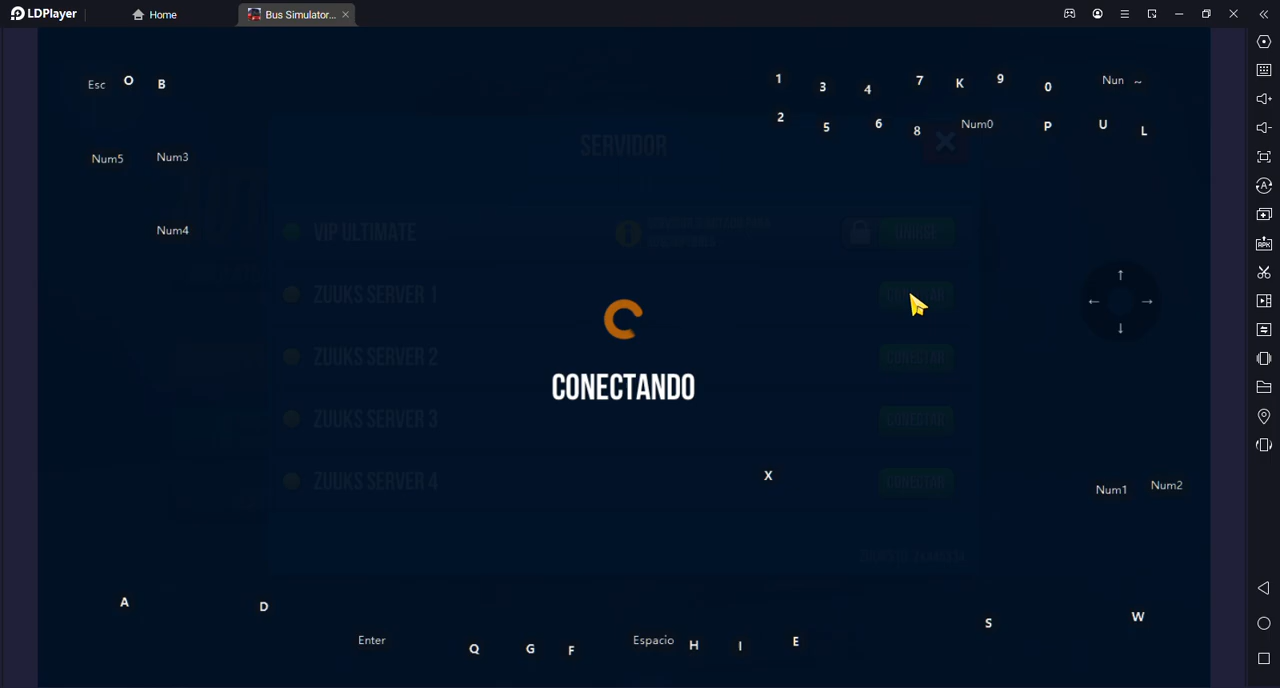 LDPlayer
Home
Bus Simulator...
Esc O B
1 3 4 7 K 9 0 Nun ~
2 5 6 8 Num0 P U L
SERVIDOR
Num5 Num3
Num4
VIP ULTIMATE
UNIRSE
ZUUKS SERVER 1
ZUUKS SERVER 2 CONECTAR
CONECTANDO
ZUUKS SERVER 3 CONECTAR
X
ZUUKS SERVER 4 CONECTAR
Num1 Num2
A D
S W
Enter Q G F Espacio H I E